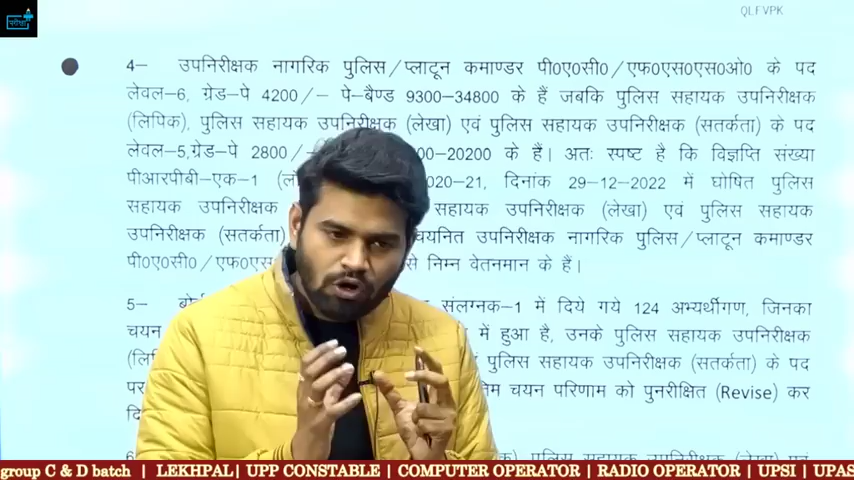 परीक्षा
QLFVPK
4– उपनिरीक्षक नागरिक पुलिस/प्लाटून कमाण्डर पी0ए0सी0/एफ0एस0एस0ओ0 के पद
लेवल–6, ग्रेड–पे 4200/– पे–बैण्ड 9300–34800 के हैं जबकि पुलिस सहायक उपनिरीक्षक
(लिपिक), पुलिस सहायक उपनिरीक्षक (लेखा) एवं पुलिस सहायक उपनिरीक्षक (सतर्कता) के पद
लेवल–5,ग्रेड–पे 2800/– 00–20200 के हैं। अतः स्पष्ट है कि विज्ञप्ति संख्या
पीआरपीबी–एक–1 020–21, दिनांक 29–12–2022 में घोषित पुलिस
सहायक उपनिरीक्षक सहायक उपनिरीक्षक (लेखा) एवं पुलिस सहायक
उपनिरीक्षक (सतर्कता) चयनित उपनिरीक्षक नागरिक पुलिस/प्लाटून कमाण्डर
पी0ए0सी0/एफ0एस से निम्न वेतनमान के हैं।
5– संलग्नक–1 में दिये गये 124 अभ्यर्थीगण, जिनका
चयन में हुआ है, उनके पुलिस सहायक उपनिरीक्षक
पुलिस सहायक उपनिरीक्षक (सतर्कता) के पद
चयन परिणाम को पुनरीक्षित (Revise) कर
group C & D batch | LEKHPAL| UPP CONSTABLE | COMPUTER OPERATOR | RADIO OPERATOR | UPSI | UPAS